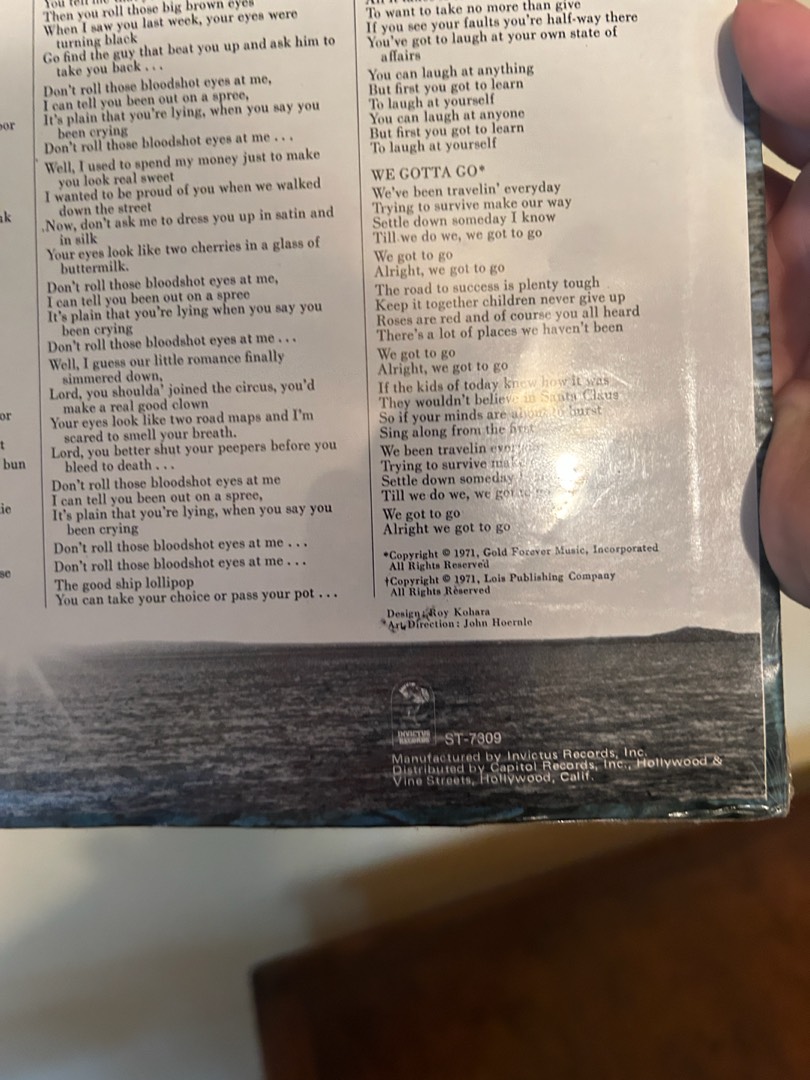 or
k
or
t
bun
ie
se
You tell me
Then you roll those big brown eyes
When I saw you last week, your eyes were
turning black
Go find the guy that beat you up and ask him to
take you back . . .
Don't roll those bloodshot eyes at me,
I can tell you been out on a spree,
It's plain that you're lying, when you say you
been crying
Don't roll those bloodshot eyes at me . . .
Well, I used to spend my money just to make
you look real sweet
I wanted to be proud of you when we walked
down the street
Now, don't ask me to dress you up in satin and
in silk
Your eyes look like two cherries in a glass of
buttermilk.
Don't roll those bloodshot eyes at me,
I can tell you been out on a spree
It's plain that you're lying when you say you
been crying
Don't roll those bloodshot eyes at me . . .
Well, I guess our little romance finally
simmered down,
Lord, you shoulda' joined the circus, you'd
make a real good clown
Your eyes look like two road maps and I'm
scared to smell your breath.
Lord, you better shut your peepers before you
bleed to death . . .
Don't roll those bloodshot eyes at me
I can tell you been out on a spree,
It's plain that you're lying, when you say you
been crying
Don't roll those bloodshot eyes at me . . .
Don't roll those bloodshot eyes at me . . .
The good ship lollipop
You can take your choice or pass your pot . . .
To want to take no more than give
If you see your faults you're half-way there
You've got to laugh at your own state of
affairs
You can laugh at anything
But first you got to learn
To laugh at yourself
You can laugh at anyone
But first you got to learn
To laugh at yourself
WE GOTTA GO*
We've been travelin' everyday
Trying to survive make our way
Settle down someday I know
Till we do we, we got to go
We got to go
Alright, we got to go
The road to success is plenty tough
Keep it together children never give up
Roses are red and of course you all heard
There's a lot of places we haven't been
We got to go
Alright, we got to go
If the kids of today knew how it was
They wouldn't believe in Santa Claus
So if your minds are about to burst
Sing along from the first
We been travelin
Trying to survive
Settle down someday
Till we do we, we got to
We got to go
Alright we got to go
*Copyright © 1971, Gold Forever Music, Incorporated
All Rights Reserved
†Copyright © 1971, Lois Publishing Company
All Rights Reserved
Design: Roy Kohara
Art Direction: John Hoernle
INVICTUS
RECORDS
ST-7309
Manufactured by Invictus Records, Inc.
Distributed by Capitol Records, Inc., Hollywood &
Vine Streets, Hollywood, Calif.